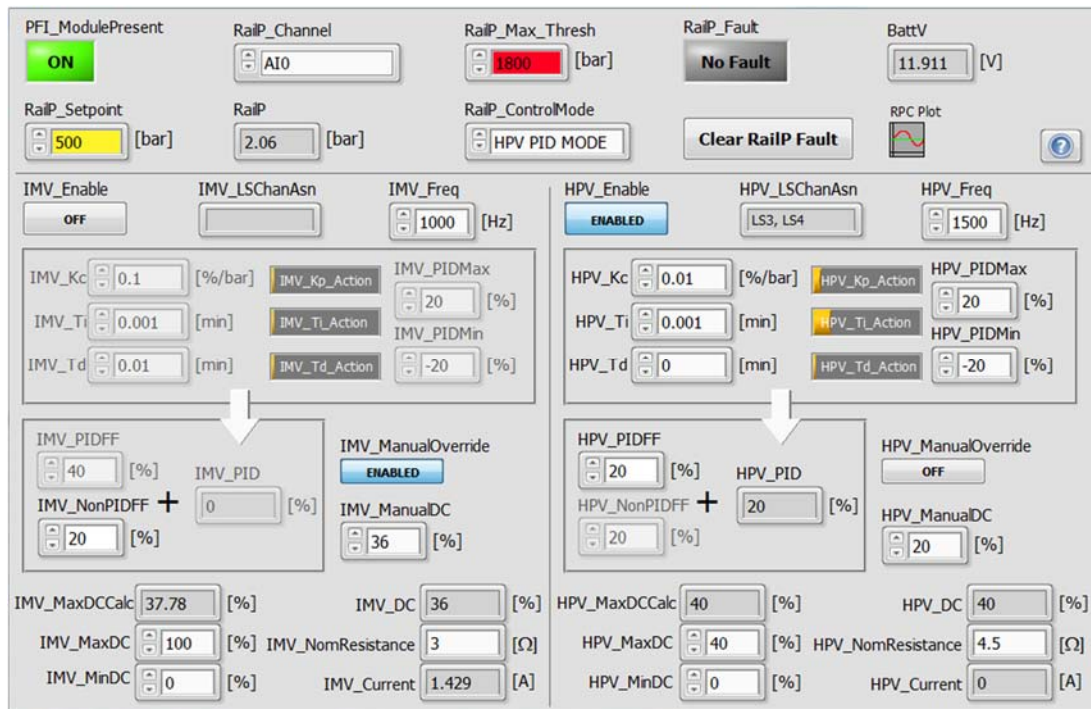 PFI_ModulePresent RailP_Channel RailP_Max_Thresh RailP_Fault BattV
ON AI0 1800 [bar] No Fault 11.911 [V]
RailP_Setpoint RailP RailP_ControlMode RPC Plot
500 [bar] 2.06 [bar] HPV PID MODE Clear RailP Fault ?
IMV_Enable IMV_LSChanAsn IMV_Freq HPV_Enable HPV_LSChanAsn HPV_Freq
OFF 1000 [Hz] ENABLED LS3, LS4 1500 [Hz]
IMV_Kc 0.1 [%/bar] IMV_Kp_Action IMV_PIDMax HPV_Kc 0.01 [%/bar] HPV_Kp_Action HPV_PIDMax
20 [%] 20 [%]
IMV_Ti 0.001 [min] IMV_Ti_Action IMV_PIDMin HPV_Ti 0.001 [min] HPV_Ti_Action HPV_PIDMin
IMV_Td 0.01 [min] IMV_Td_Action -20 [%] HPV_Td 0 [min] HPV_Td_Action -20 [%]
IMV_PIDFF IMV_ManualOverride HPV_PIDFF HPV_ManualOverride
40 [%] IMV_PID ENABLED 20 [%] HPV_PID OFF
IMV_NonPIDFF + 0 [%] IMV_ManualDC HPV_NonPIDFF + 20 [%] HPV_ManualDC
20 [%] 36 [%] 20 [%] 20 [%]
IMV_MaxDCCalc 37.78 [%] IMV_DC 36 [%] HPV_MaxDCCalc 40 [%] HPV_DC 40 [%]
IMV_MaxDC 100 [%] IMV_NomResistance 3 [Ω] HPV_MaxDC 40 [%] HPV_NomResistance 4.5 [Ω]
IMV_MinDC 0 [%] IMV_Current 1.429 [A] HPV_MinDC 0 [%] HPV_Current 0 [A]